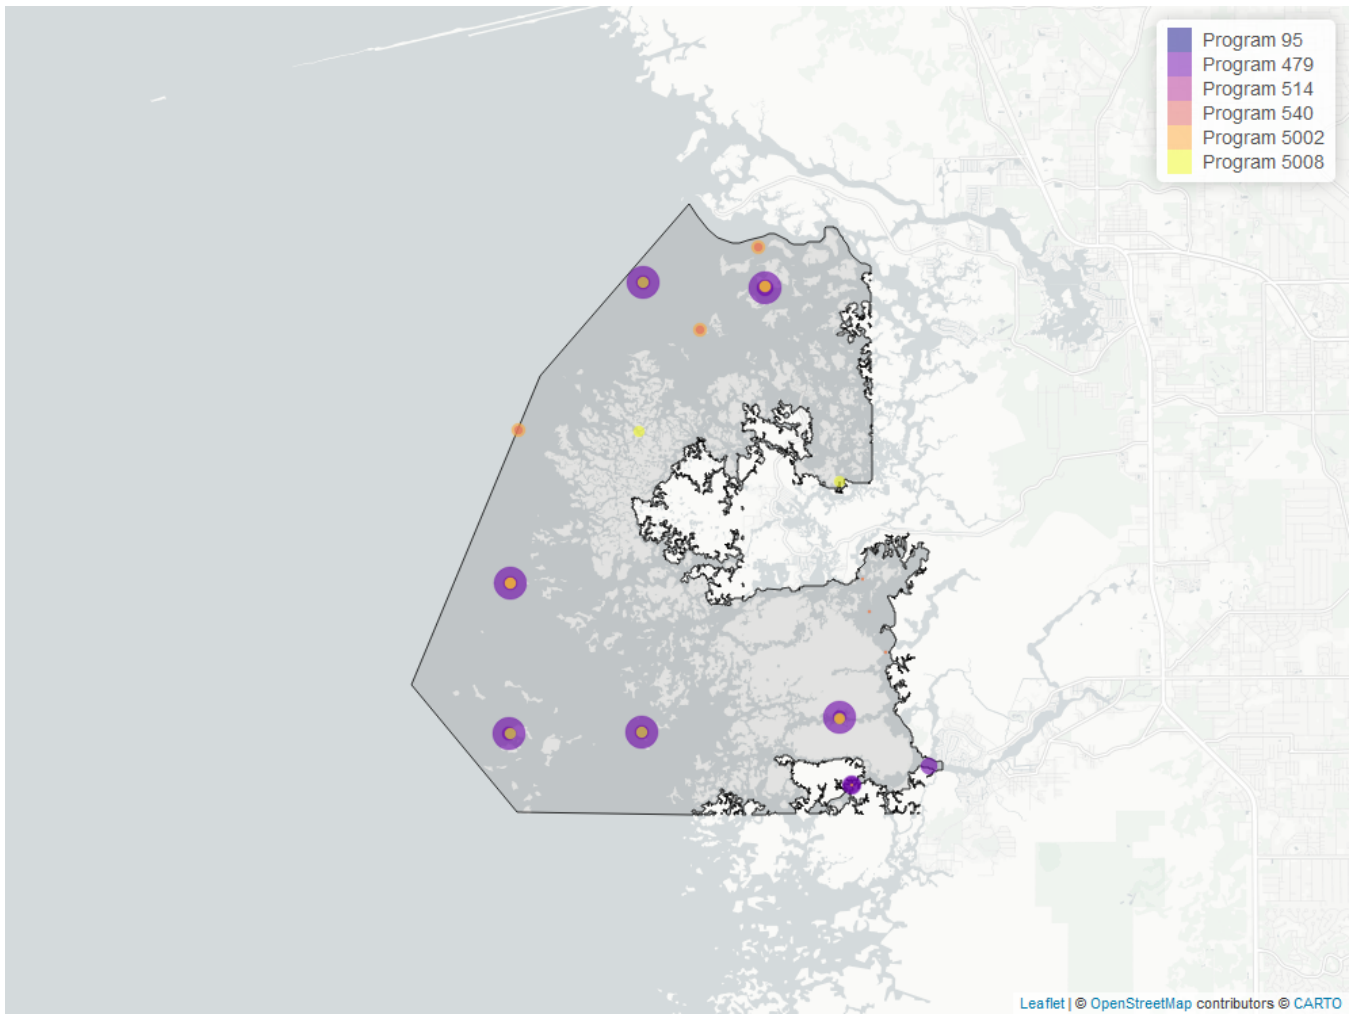 Program 95
Program 479
Program 514
Program 540
Program 5002
Program 5008
Leaflet | © OpenStreetMap contributors © CARTO